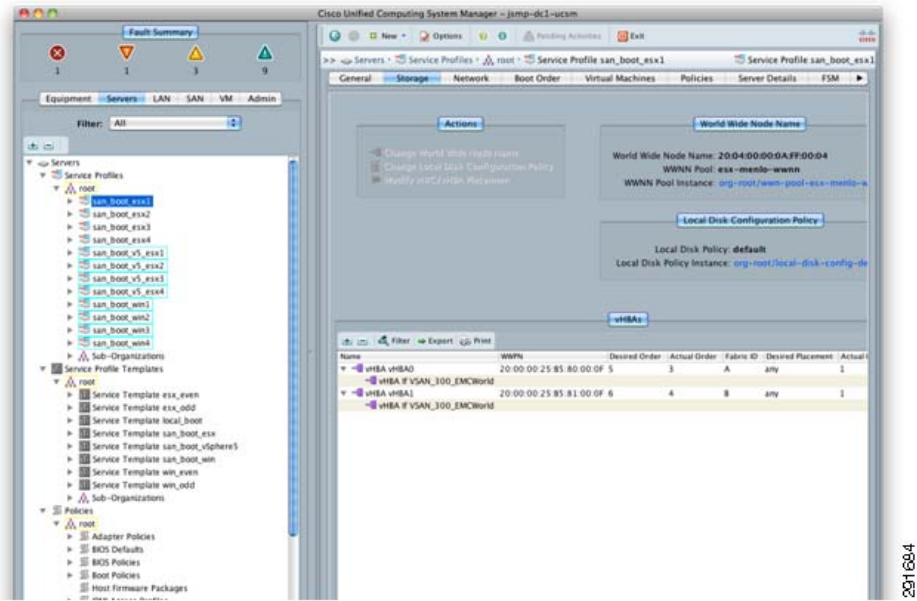 Cisco Unified Computing System Manager - jsmp-dc1-ucsm
Fault Summary
1 1 3 9
New Options Pending Activities Exit
>> Servers Service Profiles root Service Profile san_boot_esx1 Service Profile san_boot_esx1
Equipment Servers LAN SAN VM Admin
Filter: All
General Storage Network Boot Order Virtual Machines Policies Server Details FSM
Servers
Service Profiles
root
san_boot_esx1
san_boot_esx2
san_boot_esx3
san_boot_esx4
san_boot_v5_esx1
san_boot_v5_esx2
san_boot_v5_esx3
san_boot_v5_esx4
san_boot_win1
san_boot_win2
san_boot_win3
san_boot_win4
Sub-Organizations
Service Profile Templates
root
Service Template esx_even
Service Template esx_odd
Service Template local_boot
Service Template san_boot_esx
Service Template san_boot_vSphere5
Service Template san_boot_win
Service Template win_even
Service Template win_odd
Sub-Organizations
Policies
root
Adapter Policies
BIOS Defaults
BIOS Policies
Boot Policies
Host Firmware Packages
Actions
Change World Wide Node Name
Change Local Disk Configuration Policy
Modify vNIC/vHBA Placement
World Wide Node Name
World Wide Node Name: 20:04:00:00:0A:FF:00:04
WWNN Pool: esx-menlo-wwnn
WWNN Pool Instance: org-root/wwn-pool-esx-menlo-w
Local Disk Configuration Policy
Local Disk Policy: default
Local Disk Policy Instance: org-root/local-disk-config-de
vHBAs
Filter Export Print
Name WWPN Desired Order Actual Order Fabric ID Desired Placement Actual
vHBA vHBA0 20:00:00:25:B5:80:00:0F 5 3 A any 1
vHBA If VSAN_300_EMCWorld
vHBA vHBA1 20:00:00:25:B5:81:00:0F 6 4 B any 1
vHBA If VSAN_300_EMCWorld
291684